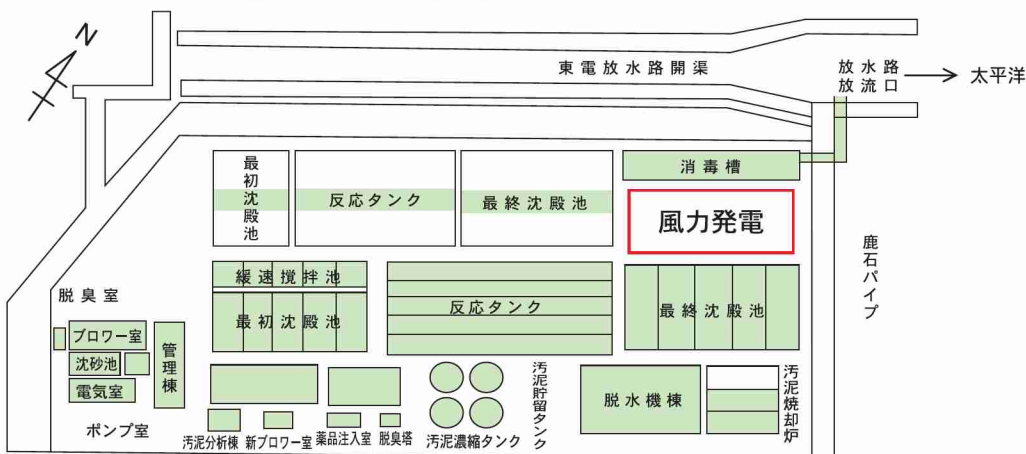 N
東電放水路開渠
放水路
放流口
太平洋
最初沈殿池
反応タンク
最終沈殿池
消毒槽
風力発電
鹿石パイプ
緩速撹拌池
最初沈殿池
反応タンク
最終沈殿池
脱臭室
ブロワー室
沈砂池
電気室
管理棟
ポンプ室
汚泥分析棟
新ブロワー室
薬品注入室
脱臭塔
汚泥濃縮タンク
汚泥貯留タンク
脱水機棟
汚泥焼却炉